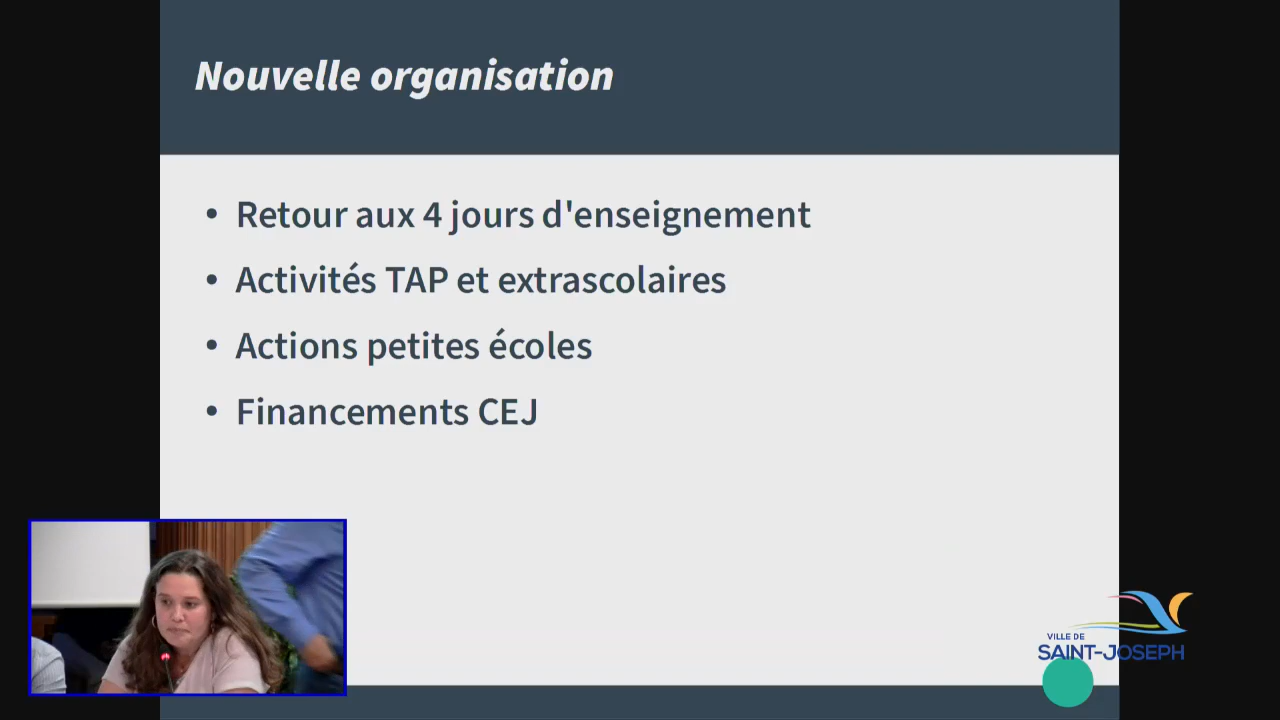 Nouvelle organisation
• Retour aux 4 jours d'enseignement
• Activités TAP et extrascolaires
• Actions petites écoles
• Financements CEJ
VILLE DE
SAINT-JOSEPH